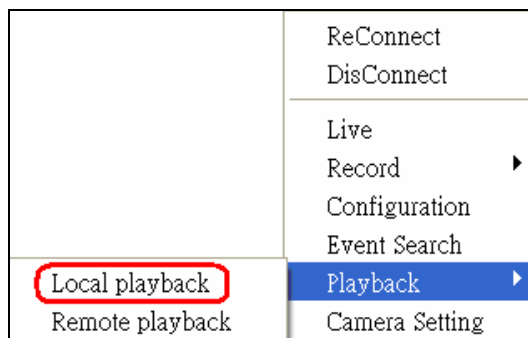 ReConnect
DisConnect
Live
Record
Configuration
Event Search
Playback
Camera Setting
Local playback
Remote playback